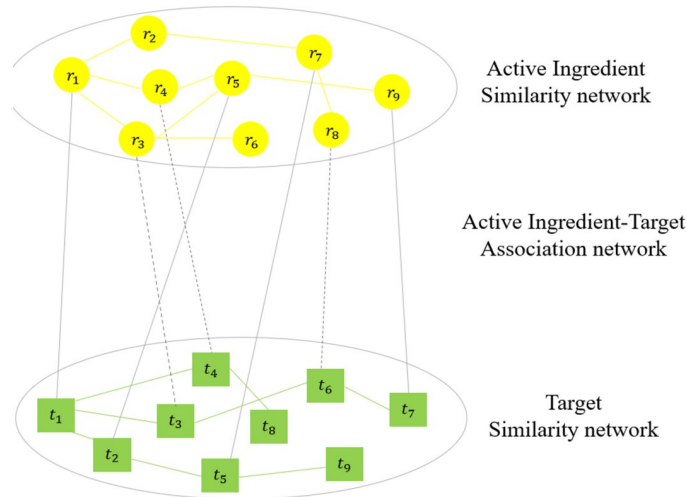 r₂
r₇
r₁
r₄
r₅
r₉
r₃
r₆
r₈
Active Ingredient
Similarity network
Active Ingredient-Target
Association network
t₄
t₆
t₁
t₃
t₈
t₇
t₂
t₅
t₉
Target
Similarity network